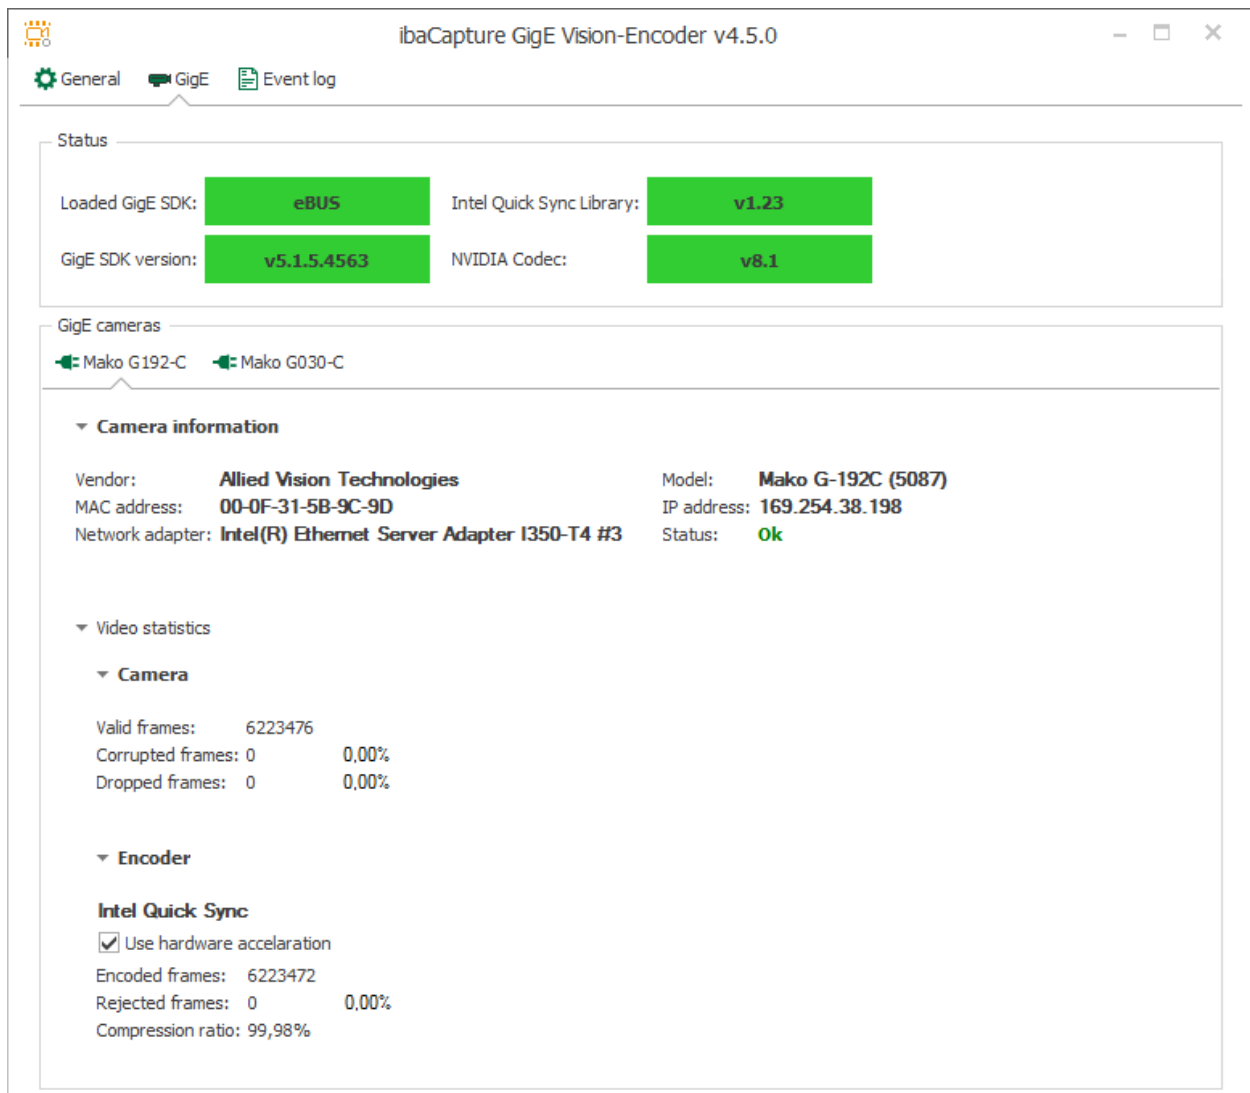 ibaCapture GigE Vision-Encoder v4.5.0
General GigE Event log
Status
Loaded GigE SDK: eBUS Intel Quick Sync Library: v1.23
GigE SDK version: v5.1.5.4563 NVIDIA Codec: v8.1
GigE cameras
Mako G192-C Mako G030-C
Camera information
Vendor: Allied Vision Technologies Model: Mako G-192C (5087)
MAC address: 00-0F-31-5B-9C-9D IP address: 169.254.38.198
Network adapter: Intel(R) Ethernet Server Adapter I350-T4 #3 Status: Ok
Video statistics
Camera
Valid frames: 6223476
Corrupted frames: 0 0,00%
Dropped frames: 0 0,00%
Encoder
Intel Quick Sync
Use hardware accelaration
Encoded frames: 6223472
Rejected frames: 0 0,00%
Compression ratio: 99,98%